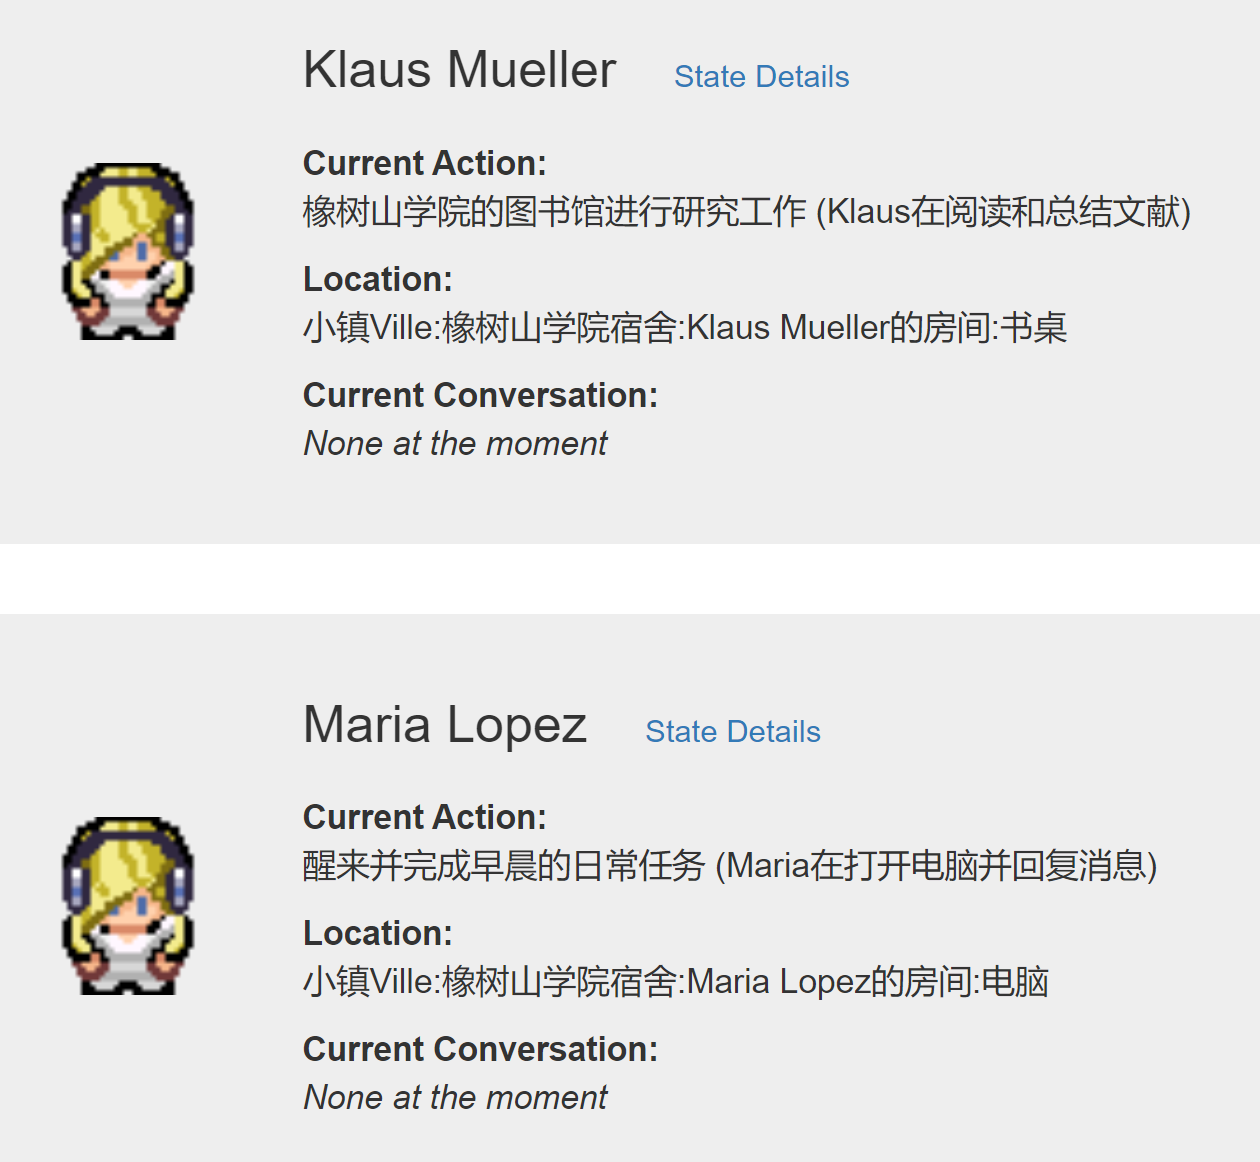 Klaus Mueller State Details
Current Action:
橡树山学院的图书馆进行研究工作 (Klaus在阅读和总结文献)
Location:
小镇Ville:橡树山学院宿舍:Klaus Mueller的房间:书桌
Current Conversation:
None at the moment
Maria Lopez State Details
Current Action:
醒来并完成早晨的日常任务 (Maria在打开电脑并回复消息)
Location:
小镇Ville:橡树山学院宿舍:Maria Lopez的房间:电脑
Current Conversation:
None at the moment